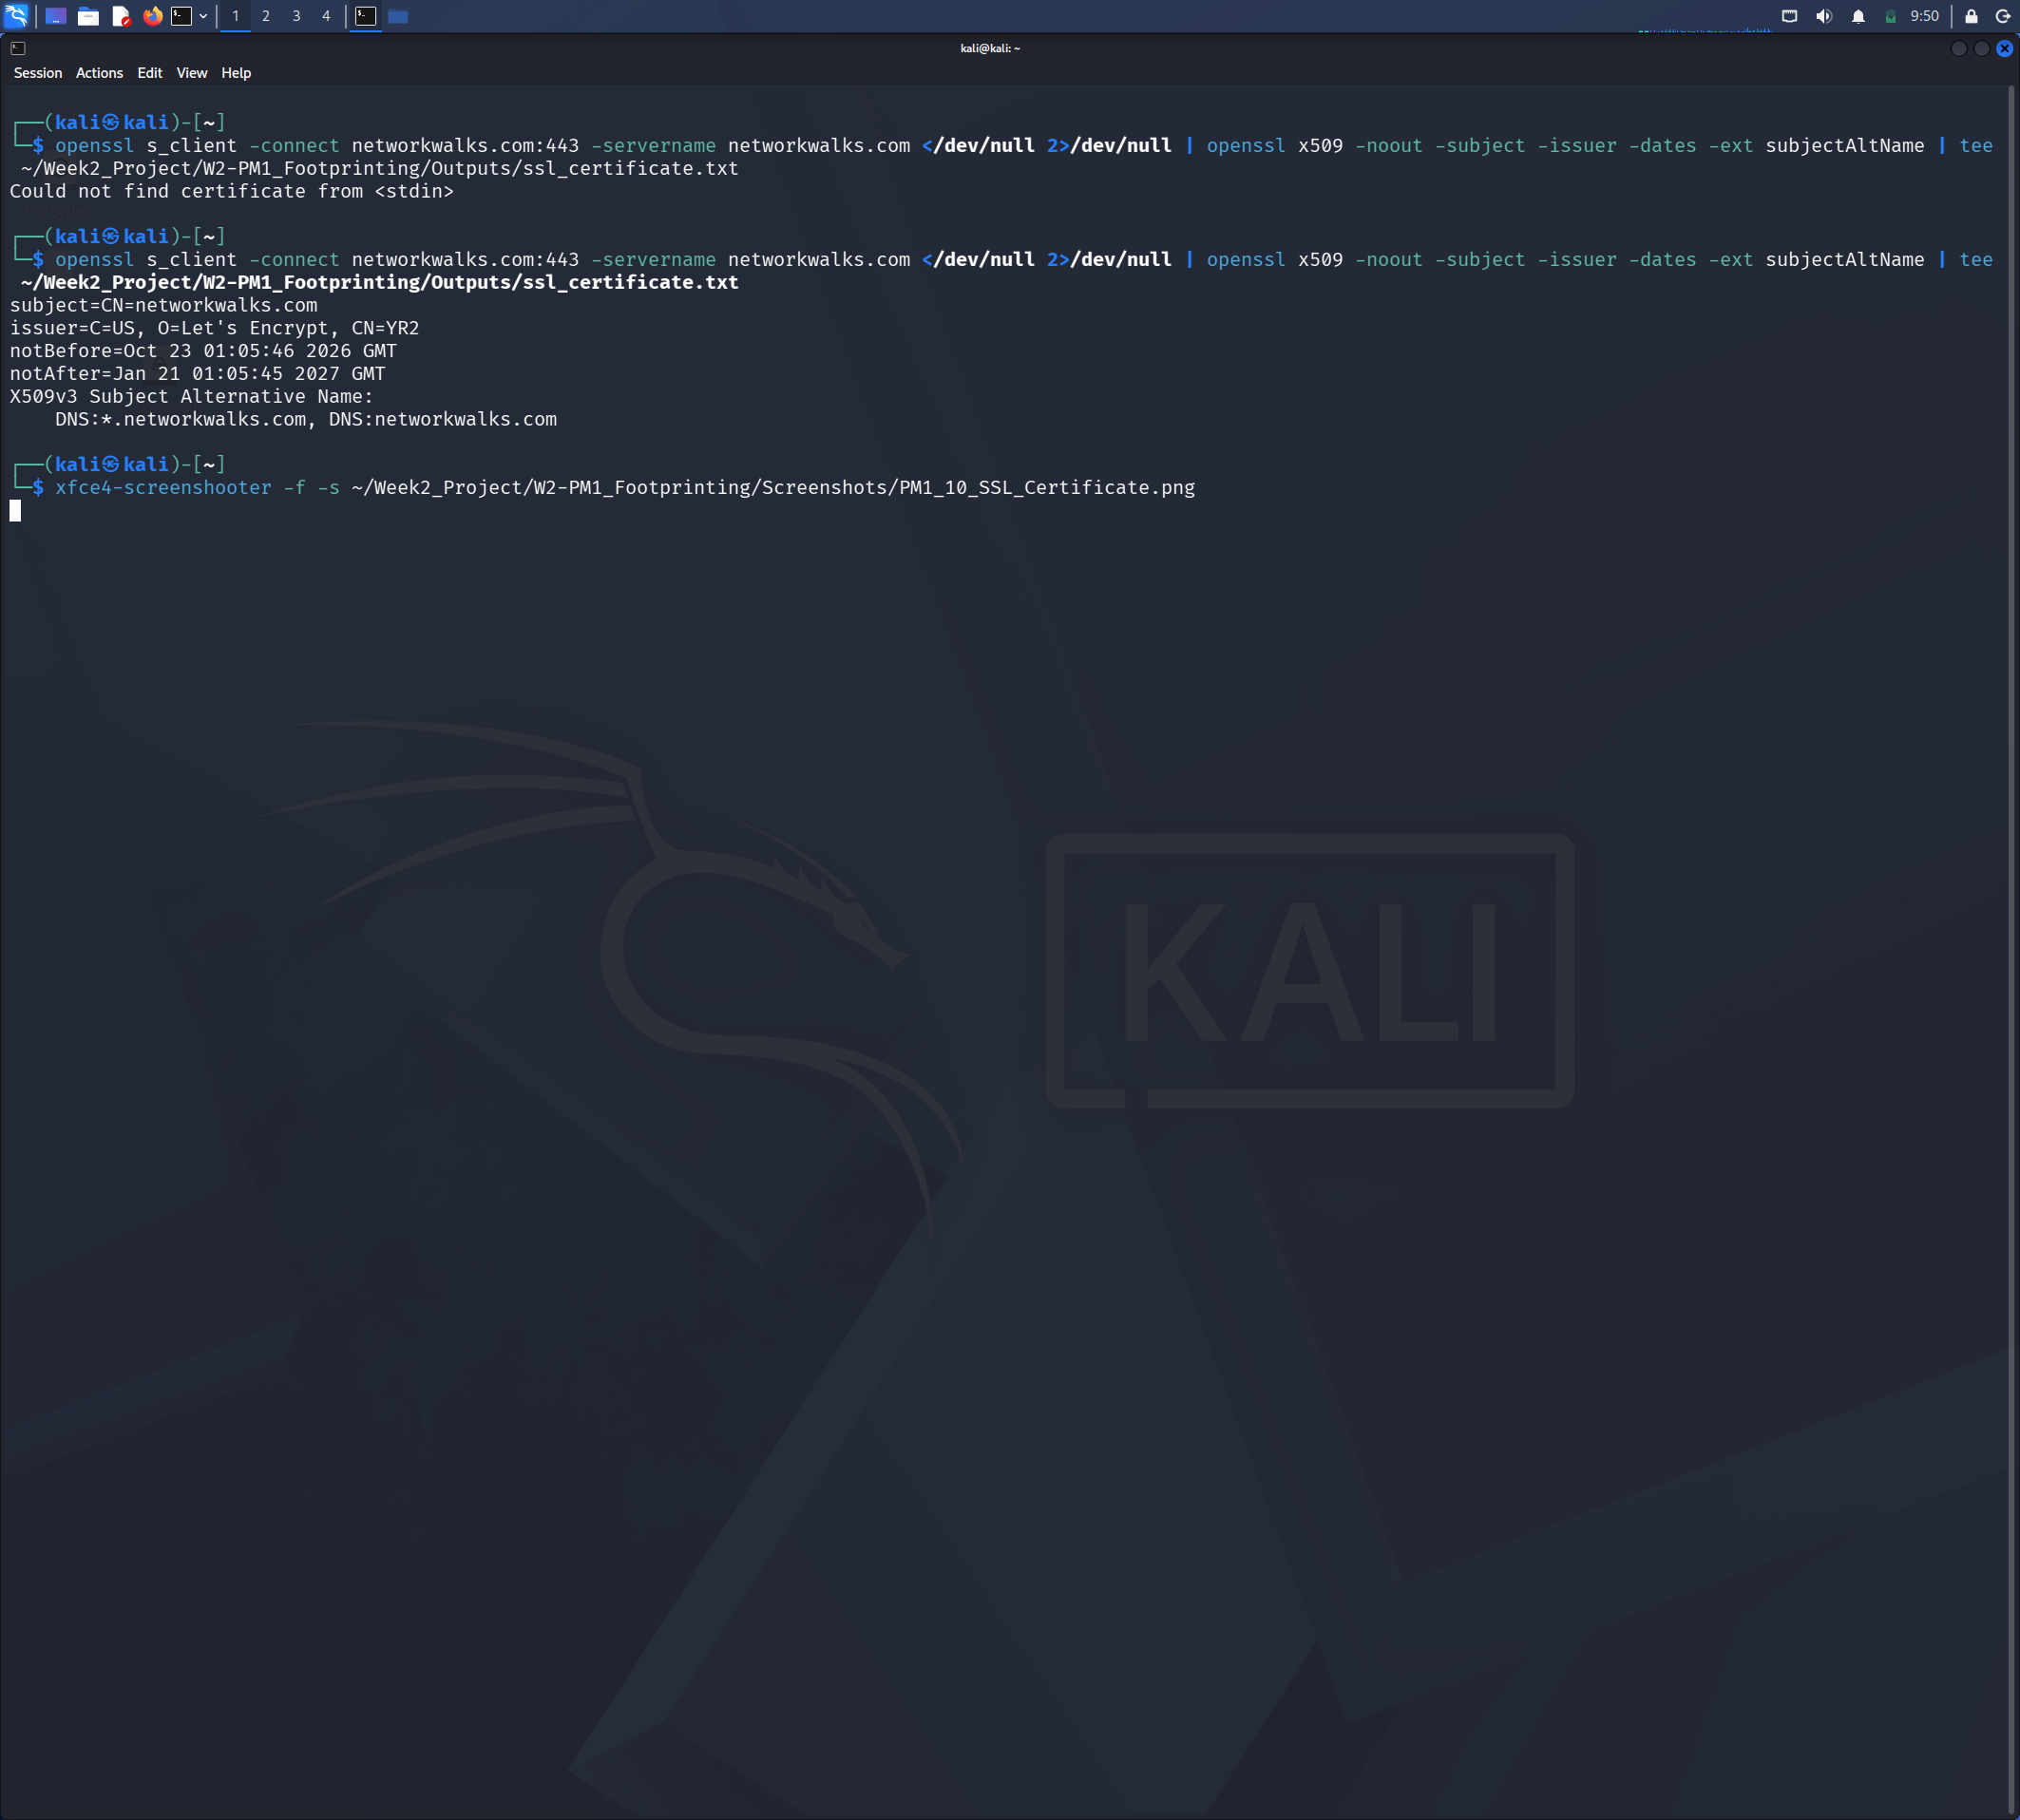 1 2 3 4 9:50
kali@kali: ~
Session Actions Edit View Help
┌──(kali㉿kali)-[~]
└─$ openssl s_client -connect networkwalks.com:443 -servername networkwalks.com </dev/null 2>/dev/null | openssl x509 -noout -subject -issuer -dates -ext subjectAltName | tee
~/Week2_Project/W2-PM1_Footprinting/Outputs/ssl_certificate.txt
Could not find certificate from <stdin>
┌──(kali㉿kali)-[~]
└─$ openssl s_client -connect networkwalks.com:443 -servername networkwalks.com </dev/null 2>/dev/null | openssl x509 -noout -subject -issuer -dates -ext subjectAltName | tee
~/Week2_Project/W2-PM1_Footprinting/Outputs/ssl_certificate.txt
subject=CN=networkwalks.com
issuer=C=US, O=Let's Encrypt, CN=YR2
notBefore=Oct 23 01:05:46 2026 GMT
notAfter=Jan 21 01:05:45 2027 GMT
X509v3 Subject Alternative Name:
    DNS:*.networkwalks.com, DNS:networkwalks.com
┌──(kali㉿kali)-[~]
└─$ xfce4-screenshooter -f -s ~/Week2_Project/W2-PM1_Footprinting/Screenshots/PM1_10_SSL_Certificate.png
KALI